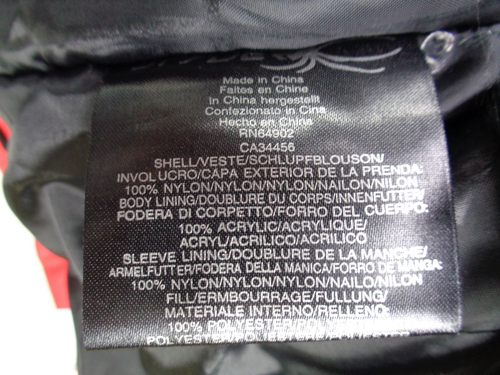 Made in China
Faites en Chine
In China hergestellt
Confezionato in Cina
Hecho en China
RN64902
CA34456
SHELL/VESTE/SCHLUPFBLOUSON/
INVOLUCRO/CAPA EXTERIOR DE LA PRENDA:
100% NYLON/NYLON/NYLON/NAILON/NILON
BODY LINING/DOUBLURE DU CORPS/INNENFUTTER/
FODERA DI CORPETTO/FORRO DEL CUERPO:
100% ACRYLIC/ACRYLIQUE/
ACRYL/ACRILICO/ACRILICO
SLEEVE LINING/DOUBLURE DE LA MANCHE/
ARMELFUTTER/FODERA DELLA MANICA/FORRO DE MANGA:
100% NYLON/NYLON/NYLON/NAILO/NILON
FILL/ERMBOURRAGE/FULLUNG/
MATERIALE INTERNO/RELLENO:
100% POLYESTER/POLYESTER/
POLYESTER/POLIESTER/POLIESTER